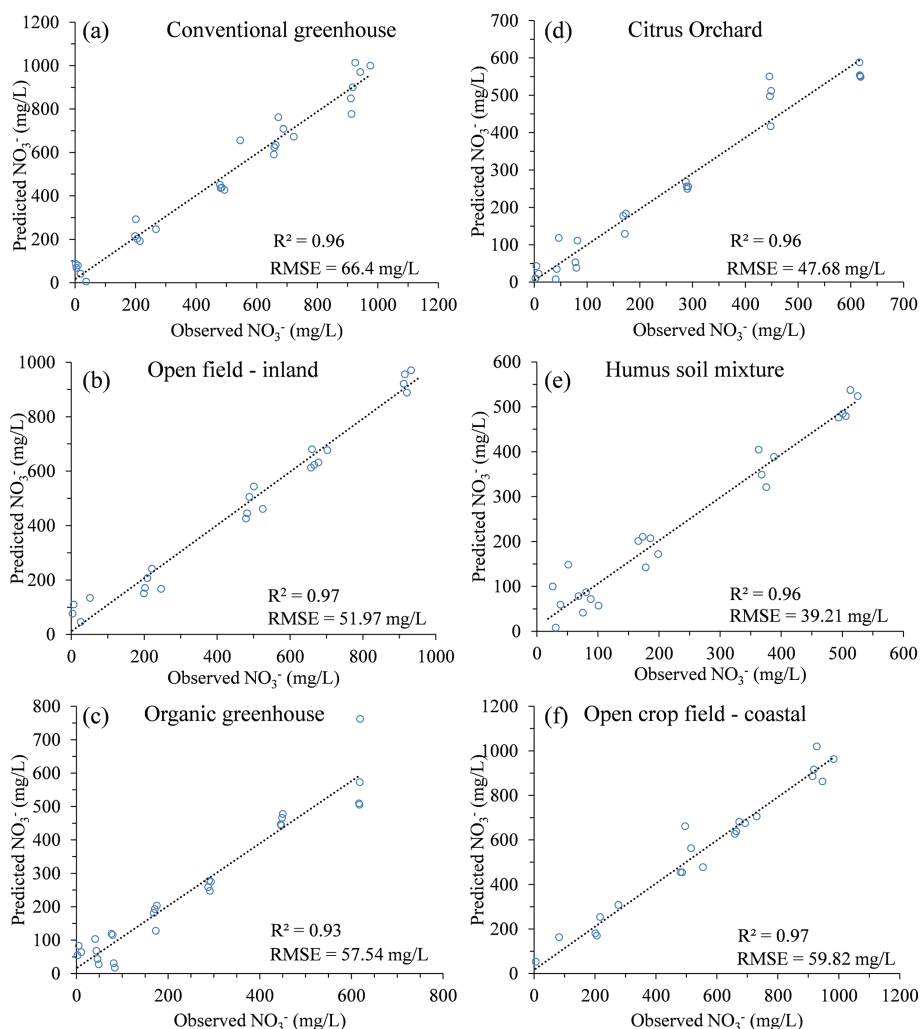 (a) Conventional greenhouse
Predicted NO₃⁻ (mg/L)
1200
1000
800
600
400
200
0
R² = 0.96
RMSE = 66.4 mg/L
0 200 400 600 800 1000 1200
Observed NO₃⁻ (mg/L)
(d) Citrus Orchard
Predicted NO₃⁻ (mg/L)
700
600
500
400
300
200
100
0
R² = 0.96
RMSE = 47.68 mg/L
0 100 200 300 400 500 600 700
Observed NO₃⁻ (mg/L)
(b) Open field - inland
Predicted NO₃⁻ (mg/L)
1000
800
600
400
200
0
R² = 0.97
RMSE = 51.97 mg/L
0 200 400 600 800 1000
Observed NO₃⁻ (mg/L)
(e) Humus soil mixture
Predicted NO₃⁻ (mg/L)
600
500
400
300
200
100
0
R² = 0.96
RMSE = 39.21 mg/L
0 100 200 300 400 500 600
Observed NO₃⁻ (mg/L)
(c) Organic greenhouse
Predicted NO₃⁻ (mg/L)
800
700
600
500
400
300
200
100
0
R² = 0.93
RMSE = 57.54 mg/L
0 200 400 600 800
Observed NO₃⁻ (mg/L)
(f) Open crop field - coastal
Predicted NO₃⁻ (mg/L)
1200
1000
800
600
400
200
0
R² = 0.97
RMSE = 59.82 mg/L
0 200 400 600 800 1000 1200
Observed NO₃⁻ (mg/L)